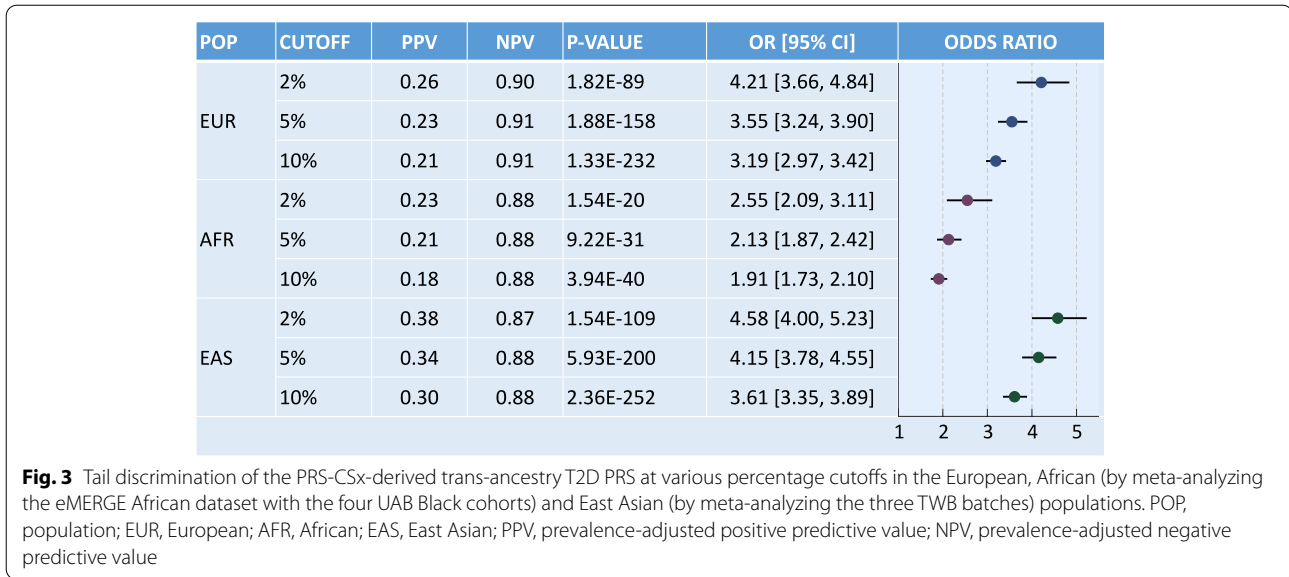 POP CUTOFF PPV NPV P-VALUE OR [95% CI] ODDS RATIO
2% 0.26 0.90 1.82E-89 4.21 [3.66, 4.84]
EUR 5% 0.23 0.91 1.88E-158 3.55 [3.24, 3.90]
10% 0.21 0.91 1.33E-232 3.19 [2.97, 3.42]
2% 0.23 0.88 1.54E-20 2.55 [2.09, 3.11]
AFR 5% 0.21 0.88 9.22E-31 2.13 [1.87, 2.42]
10% 0.18 0.88 3.94E-40 1.91 [1.73, 2.10]
2% 0.38 0.87 1.54E-109 4.58 [4.00, 5.23]
EAS 5% 0.34 0.88 5.93E-200 4.15 [3.78, 4.55]
10% 0.30 0.88 2.36E-252 3.61 [3.35, 3.89]
1 2 3 4 5
Fig. 3 Tail discrimination of the PRS-CSx-derived trans-ancestry T2D PRS at various percentage cutoffs in the European, African (by meta-analyzing
the eMERGE African dataset with the four UAB Black cohorts) and East Asian (by meta-analyzing the three TWB batches) populations. POP,
population; EUR, European; AFR, African; EAS, East Asian; PPV, prevalence-adjusted positive predictive value; NPV, prevalence-adjusted negative
predictive value